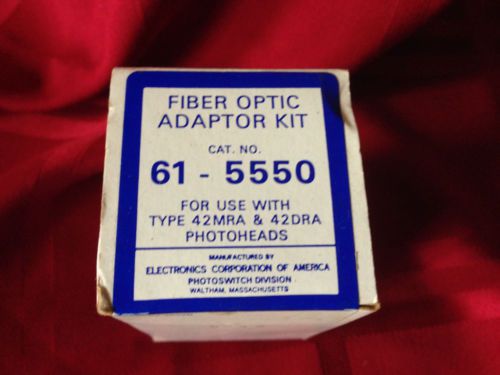 FIBER OPTIC
ADAPTOR KIT
CAT. NO.
61 - 5550
FOR USE WITH
TYPE 42MRA & 42DRA
PHOTOHEADS
MANUFACTURED BY
ELECTRONICS CORPORATION OF AMERICA
PHOTOSWITCH DIVISION
WALTHAM, MASSACHUSETTS